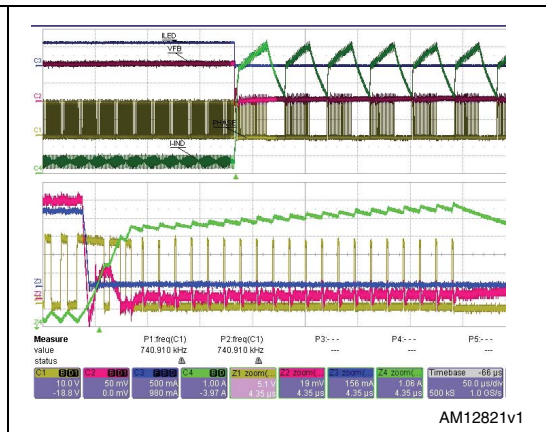 ILED
VFB
C3
C2
C1
PHASE
I-IND
C4
Z4
Measure P1:freq(C1) P2:freq(C1) P3:- - - P4:- - - P5:- - -
value 740.910 kHz 740.910 kHz --- --- ---
status
C1 C2 C3 C4 Z1 zoom(... Z2 zoom(... Z3 zoom(... Z4 zoom(... Timebase -66 µs
10.0 V 50 mV 500 mA 1.00 A 5.1 V 19 mV 156 mA 1.08 A 50.0 µs/div
-18.8 V 0.0 mV 980 mA -3.97 A 4.35 µs 4.35 µs 4.35 µs 4.35 µs 500 kS 1.0 GS/s
AM12821v1